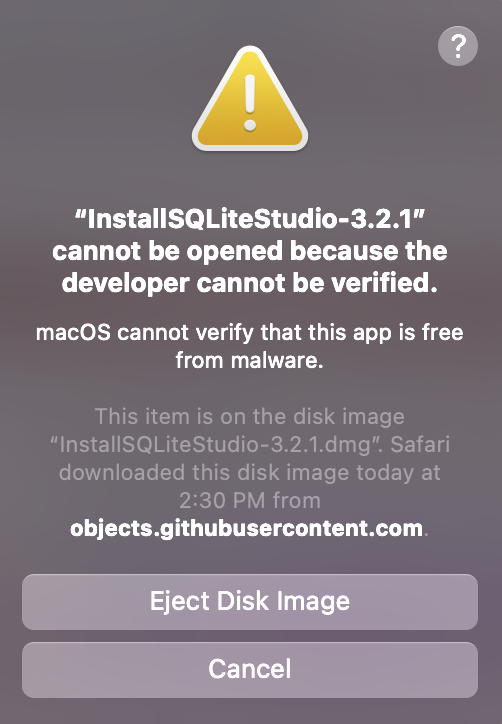 ?
“InstallSQLiteStudio-3.2.1”
cannot be opened because the
developer cannot be verified.
macOS cannot verify that this app is free
from malware.
This item is on the disk image
“InstallSQLiteStudio-3.2.1.dmg”. Safari
downloaded this disk image today at
2:30 PM from
objects.githubusercontent.com.
Eject Disk Image
Cancel